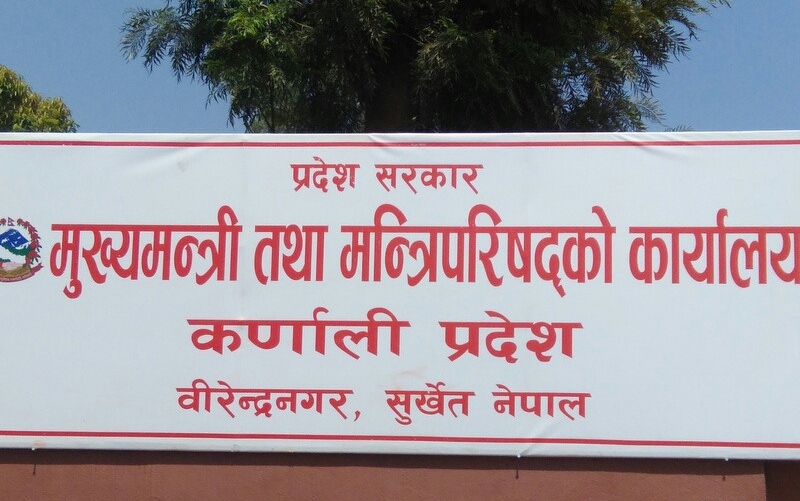 प्रदेश सरकार
मुख्यमन्त्री तथा मन्त्रिपरिषद्को कार्यालय
कर्णाली प्रदेश
वीरेन्द्रनगर, सुर्खेत नेपाल